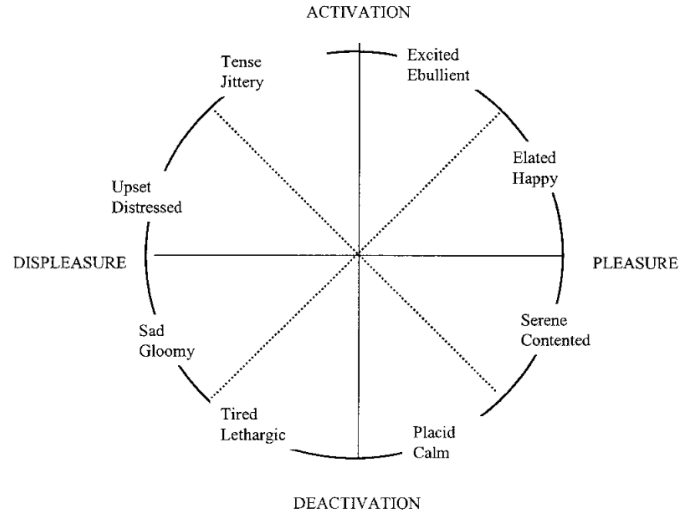 ACTIVATION
Tense
Jittery
Excited
Ebullient
Elated
Happy
Upset
Distressed
DISPLEASURE
PLEASURE
Serene
Contented
Sad
Gloomy
Tired
Lethargic
Placid
Calm
DEACTIVATION